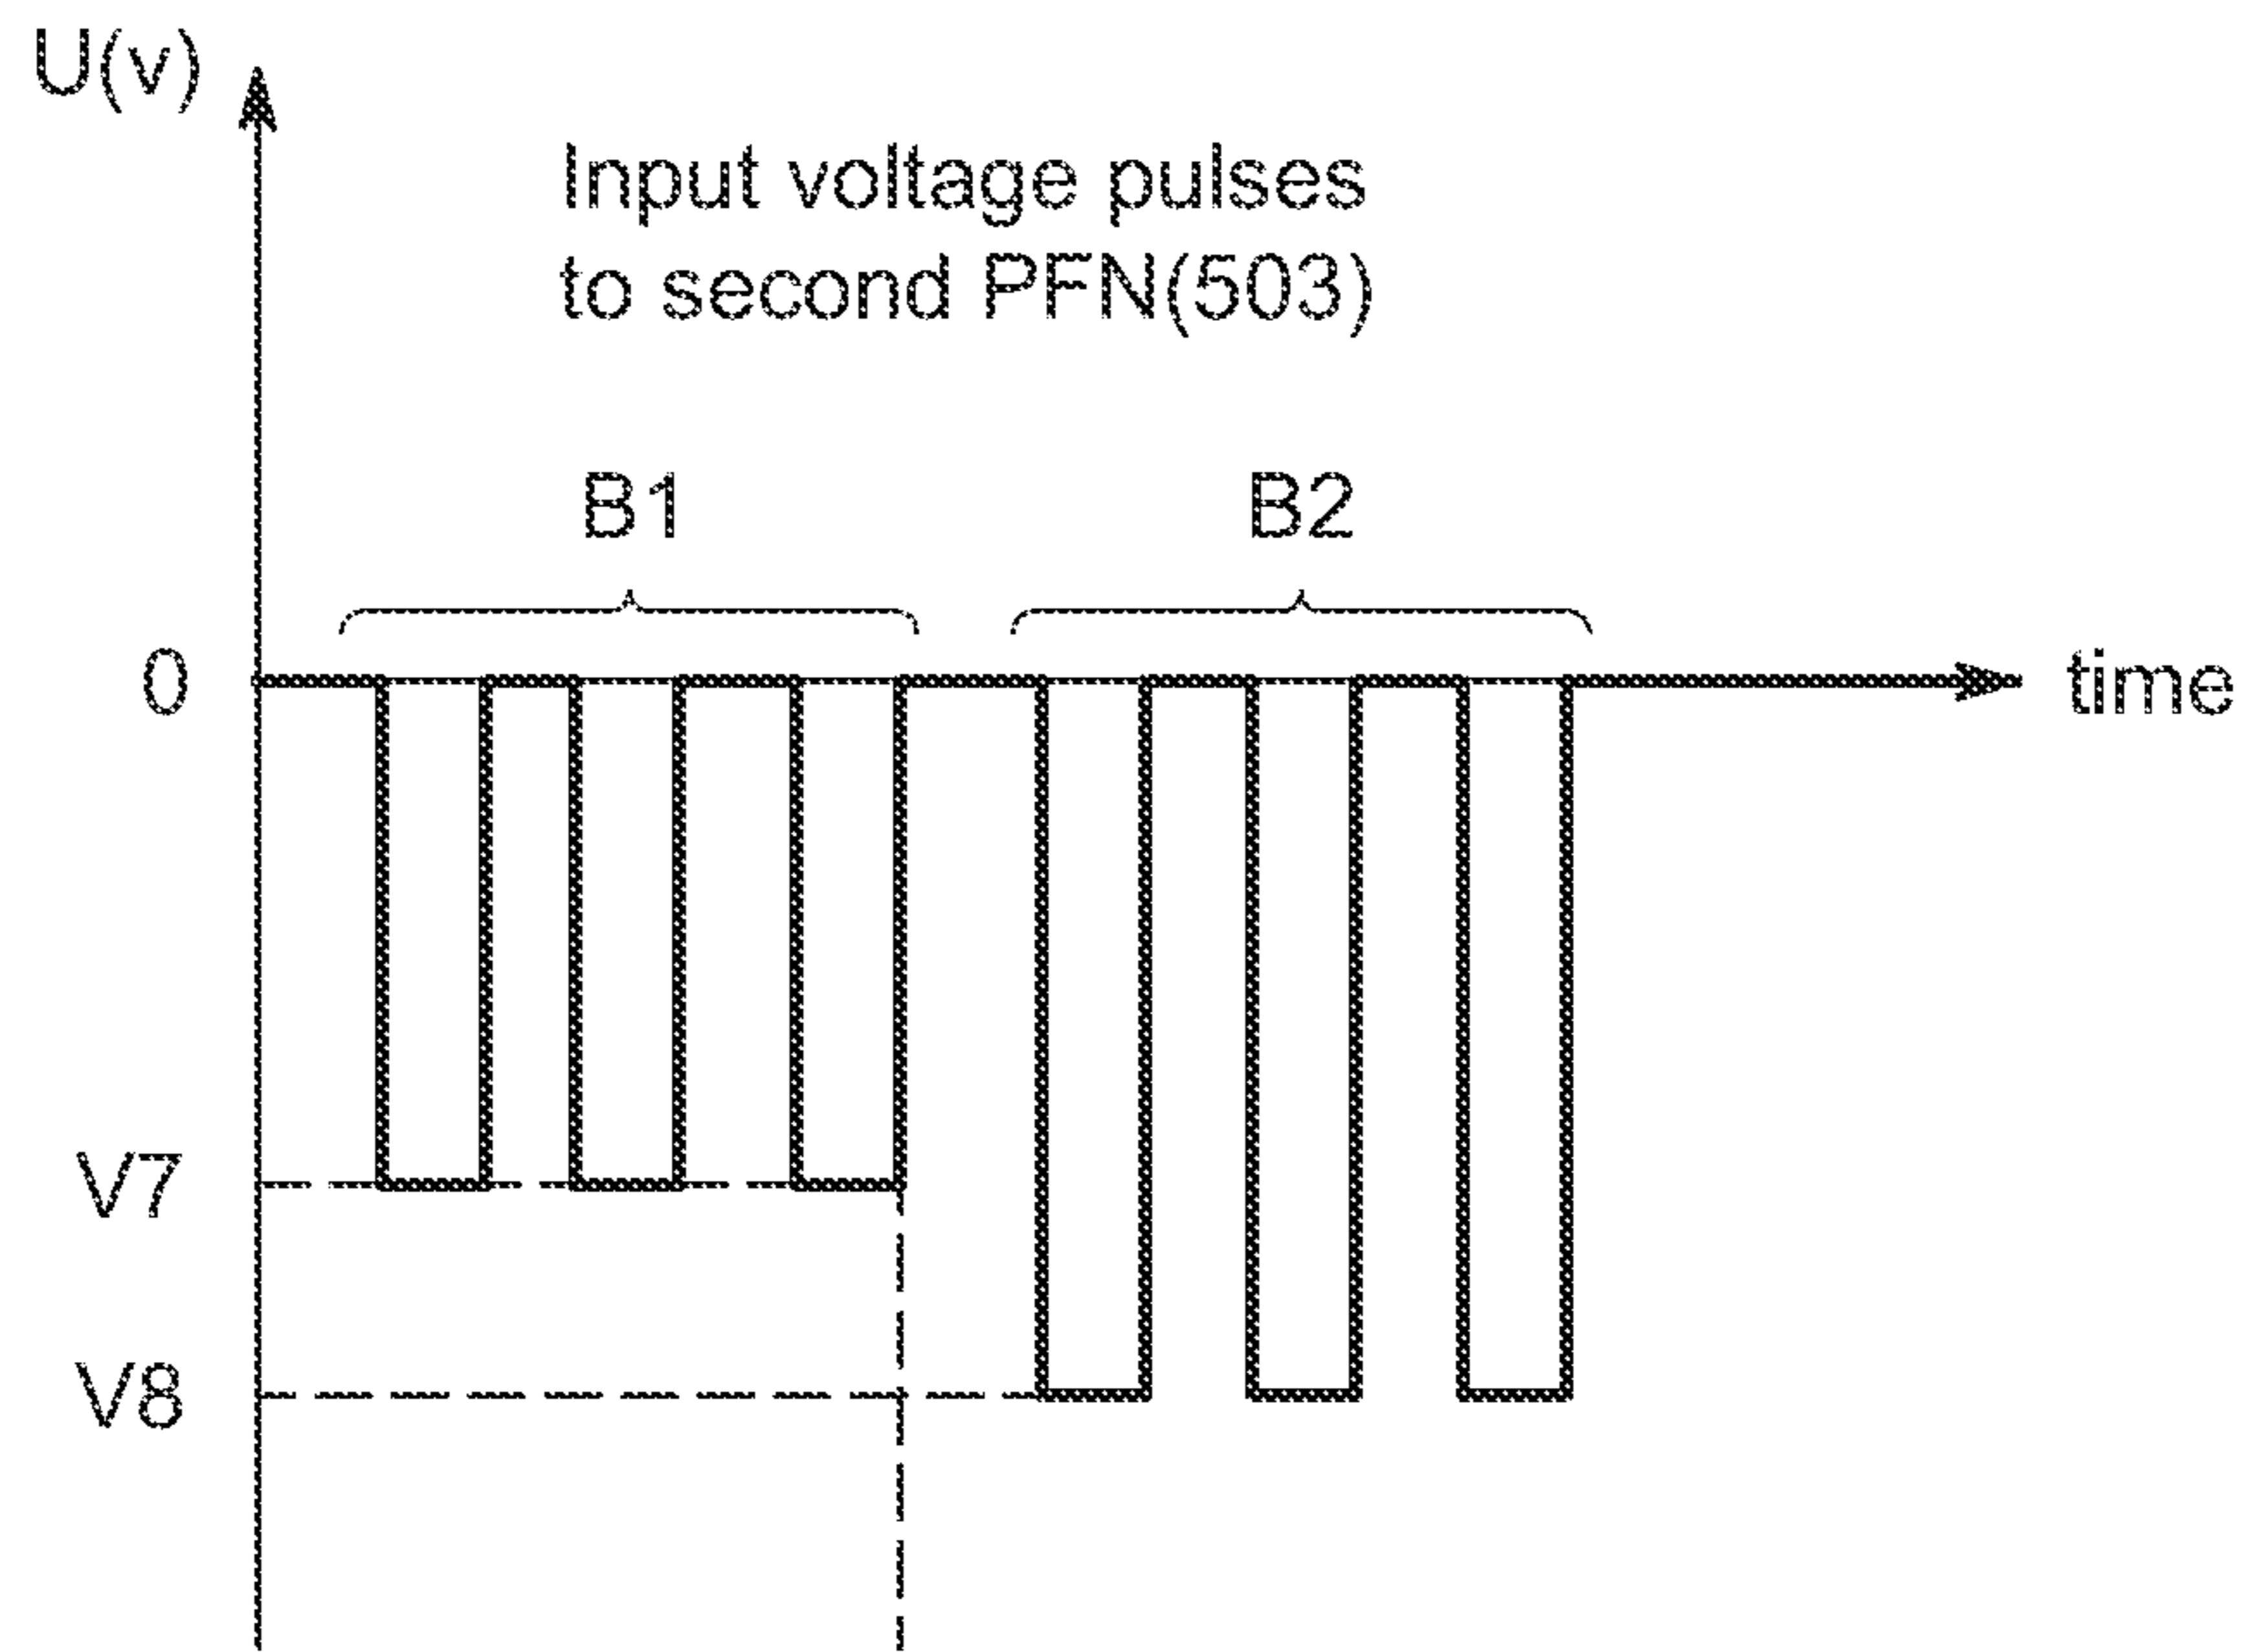 U(v)
Input voltage pulses
to second PFN(503)
B1
B2
0
time
V7
V8